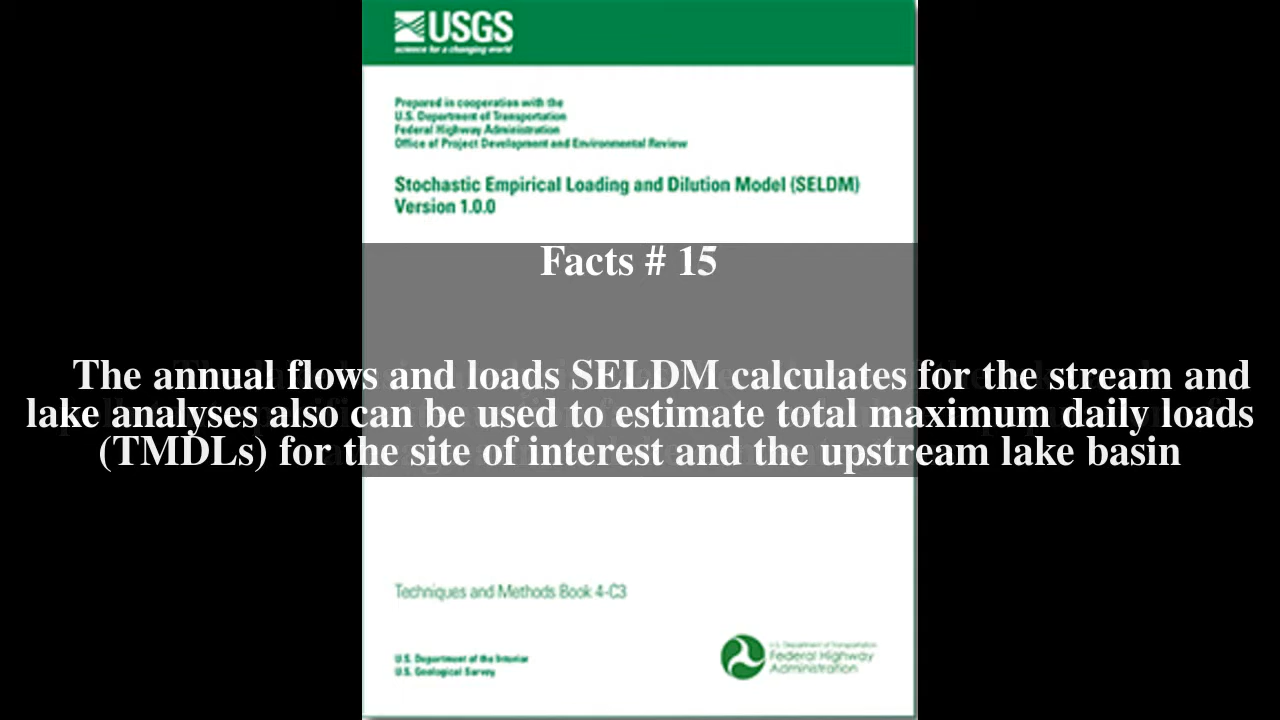 USGS
science for a changing world
Prepared in cooperation with the
U.S. Department of Transportation
Federal Highway Administration
Office of Project Development and Environmental Review
Stochastic Empirical Loading and Dilution Model (SELDM)
Version 1.0.0
Facts # 15
The annual flows and loads SELDM calculates for the stream and
lake analyses also can be used to estimate total maximum daily loads
(TMDLs) for the site of interest and the upstream lake basin
Techniques and Methods Book 4-C3
U.S. Department of the Interior
U.S. Geological Survey
U.S. Department of Transportation
Federal Highway
Administration